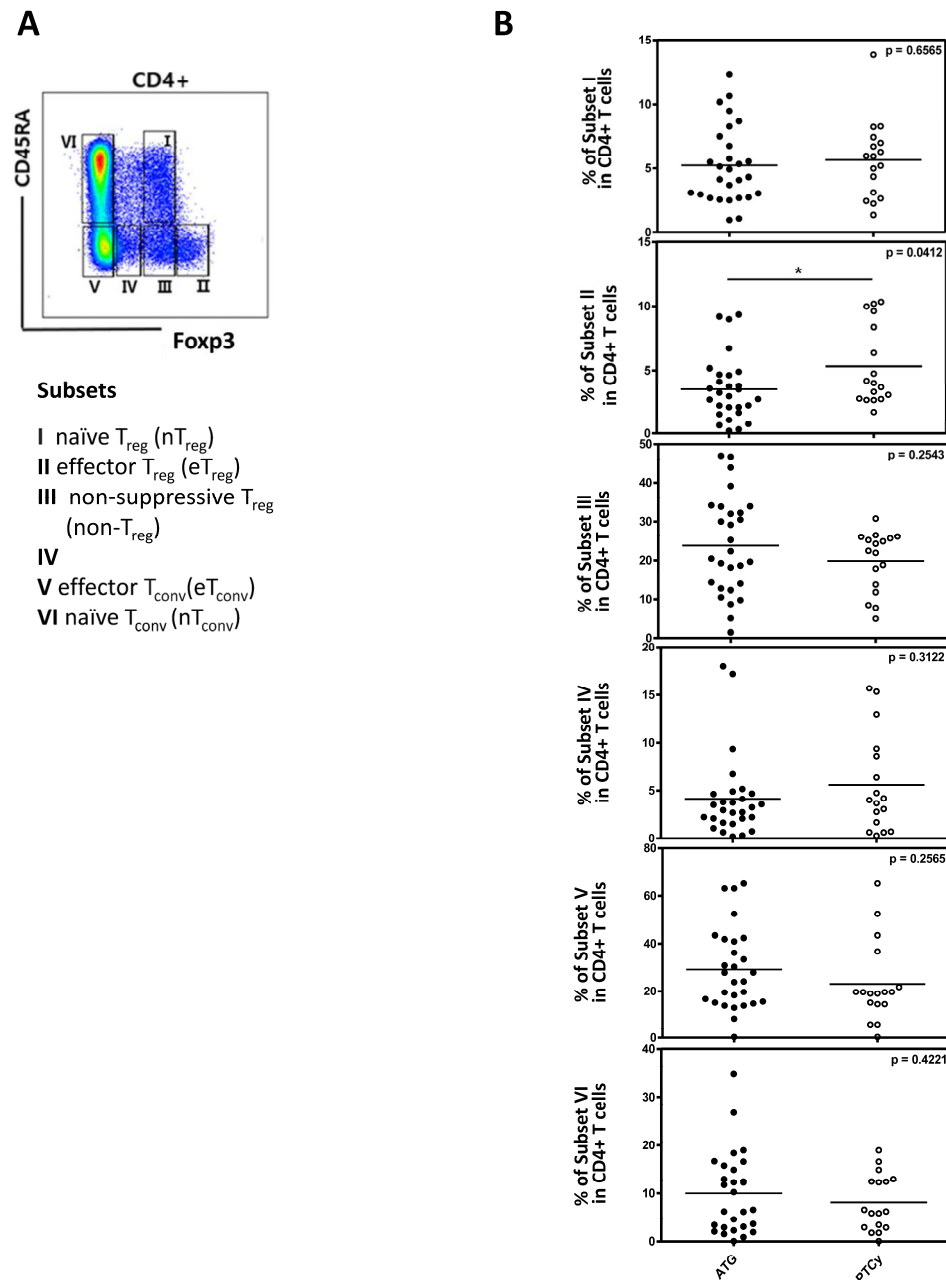 A
CD4+
CD45RA
VI
I
V
IV
III
II
Foxp3
Subsets
I naïve Treg (nTreg)
II effector Treg (eTreg)
III non-suppressive Treg
(non-Treg)
IV
V effector Tconv(eTconv)
VI naïve Tconv (nTconv)
B
% of Subset I
in CD4+ T cells
15
10
5
0
p = 0.6565
% of Subset II
in CD4+ T cells
15
10
5
0
p = 0.0412
*
% of Subset III
in CD4+ T cells
50
40
30
20
10
0
p = 0.2543
% of Subset IV
in CD4+ T cells
20
15
10
5
0
p = 0.3122
% of Subset V
in CD4+ T cells
80
60
40
20
0
p = 0.2565
% of Subset VI
in CD4+ T cells
40
30
20
10
0
p = 0.4221
ATG
PTCy